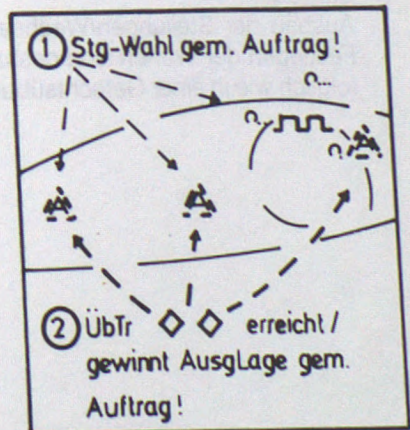 ① Stg-Wahl gem. Auftrag!
?...
?..
?..
② ÜbTr erreicht /
gewinnt AusgLage gem.
Auftrag!